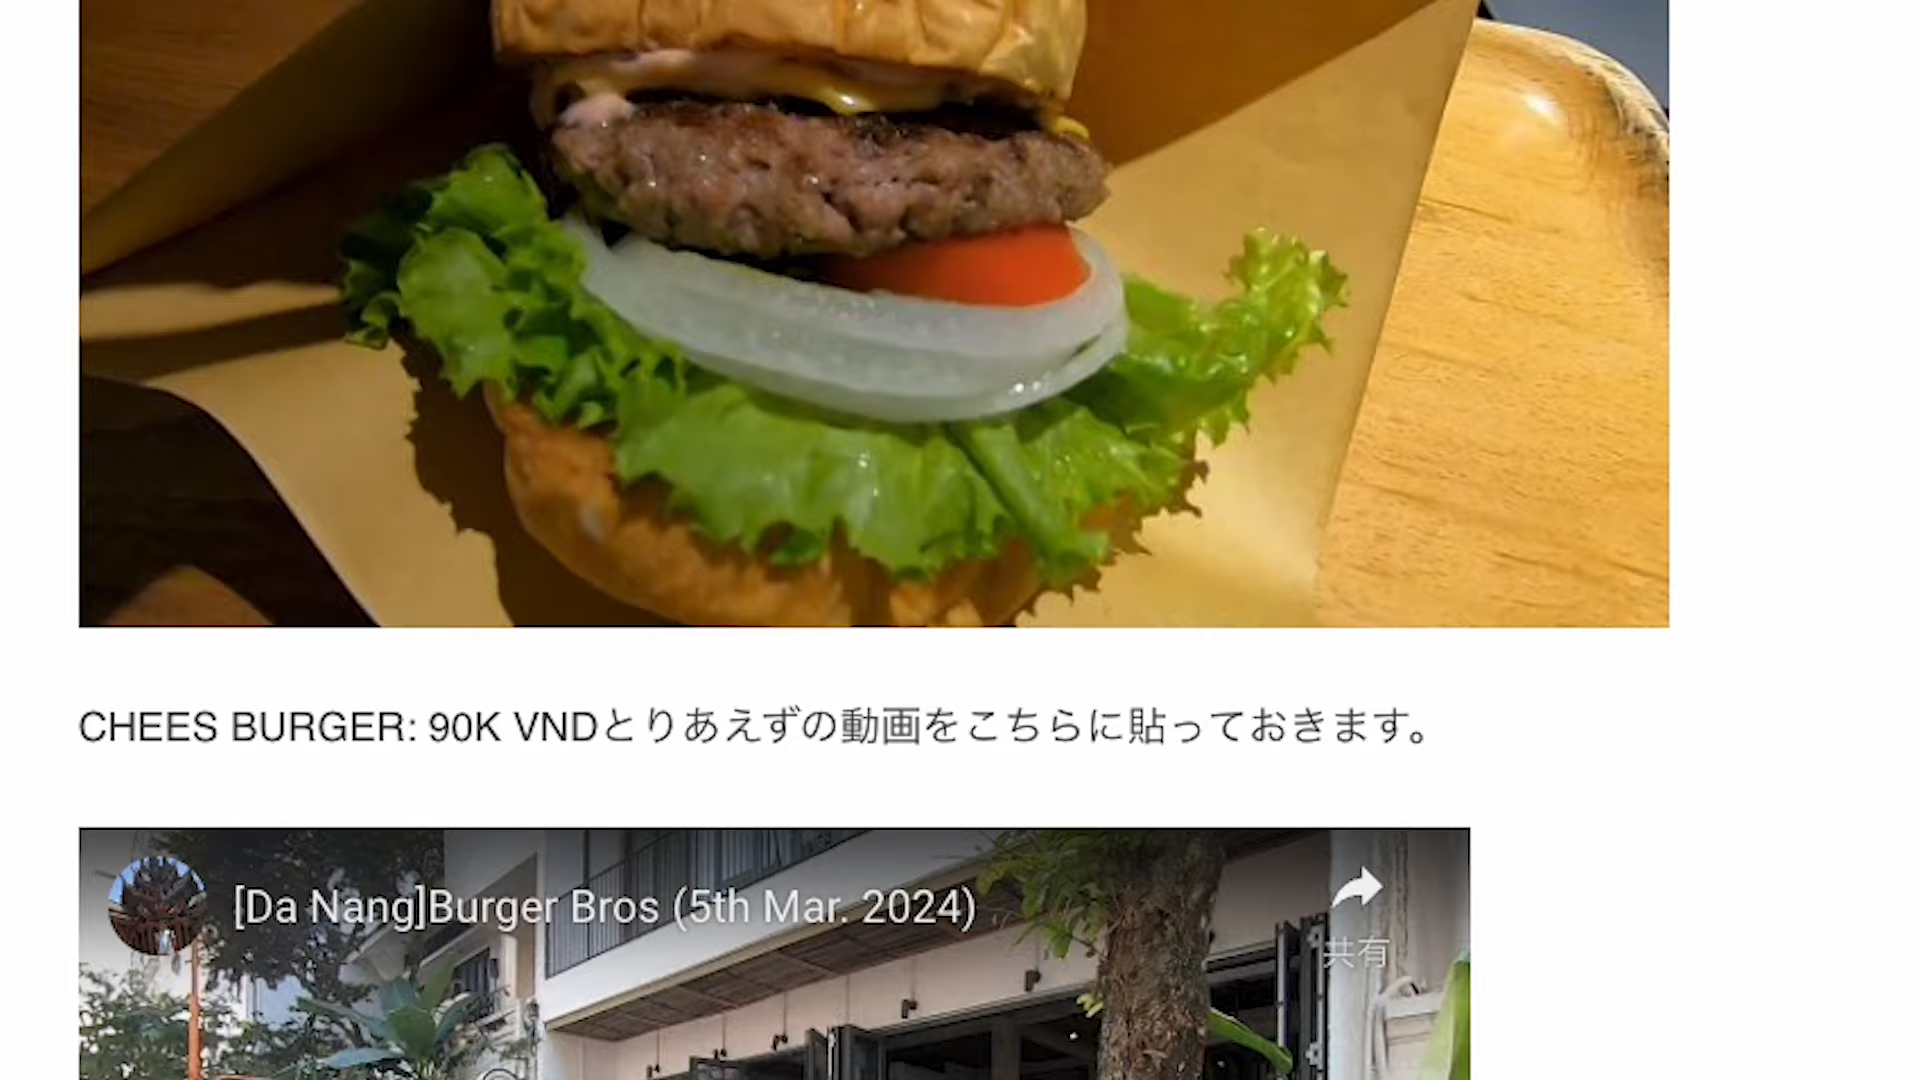 CHEES BURGER: 90K VNDとりあえずの動画をこちらに貼っておきます。
[Da Nang]Burger Bros (5th Mar. 2024)
共有